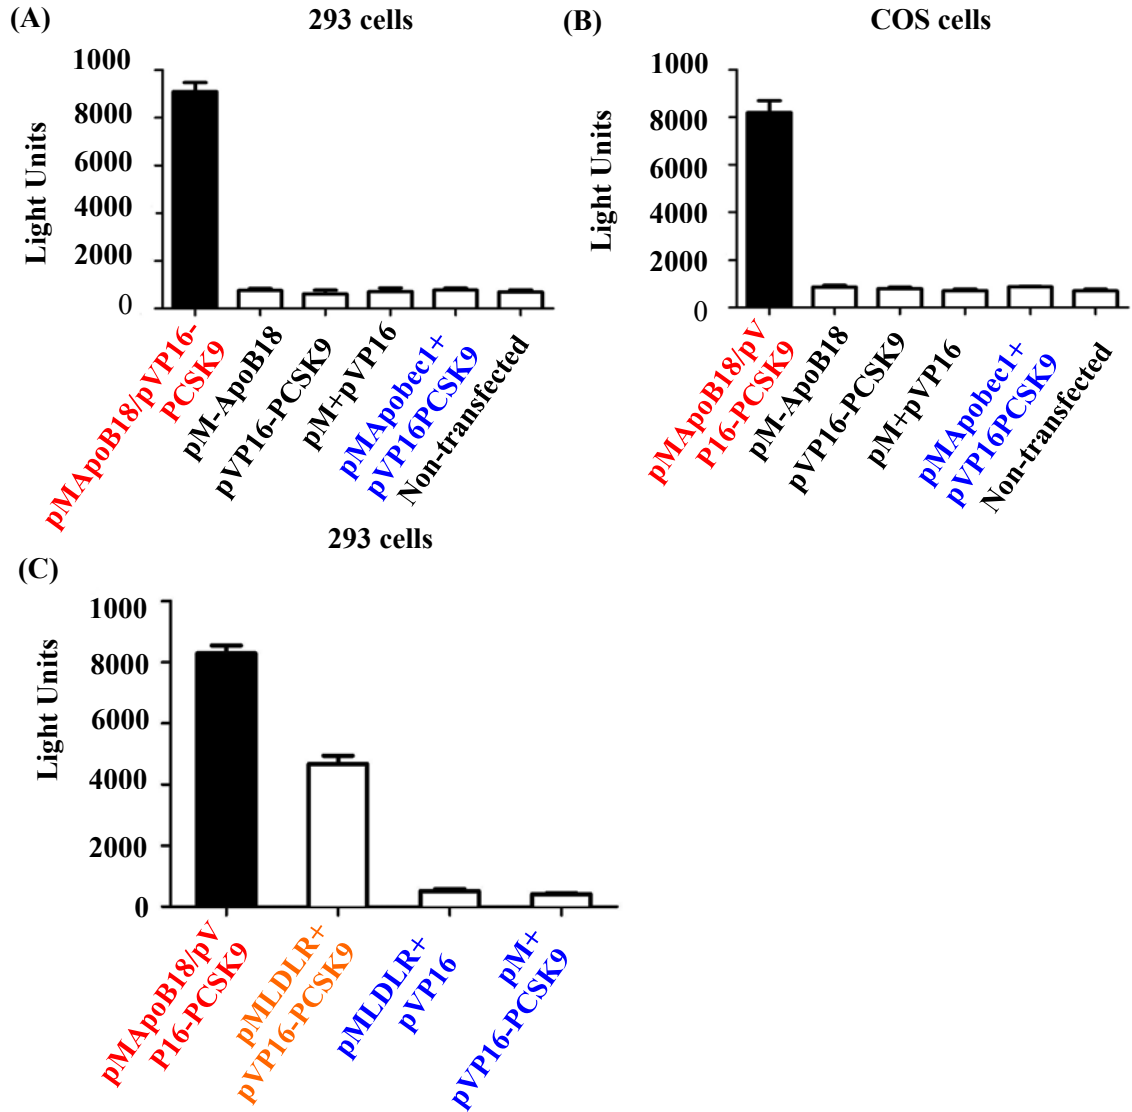 (A)
293 cells
Light Units
1000
8000
6000
4000
2000
0
pMApoB18/pVP16-
PCSK9
pM-ApoB18
pVP16-PCSK9
pM+pVP16
pMApobec1+
pVP16PCSK9
Non-transfected
(B)
COS cells
Light Units
1000
8000
6000
4000
2000
0
pMApoB18/pV
P16-PCSK9
pM-ApoB18
pVP16-PCSK9
pM+pVP16
pMApobec1+
pVP16PCSK9
Non-transfected
(C)
293 cells
Light Units
1000
8000
6000
4000
2000
0
pMApoB18/pV
P16-PCSK9
pMLDLR+
pVP16-PCSK9
pMLDLR+
pVP16
pM+
pVP16-PCSK9